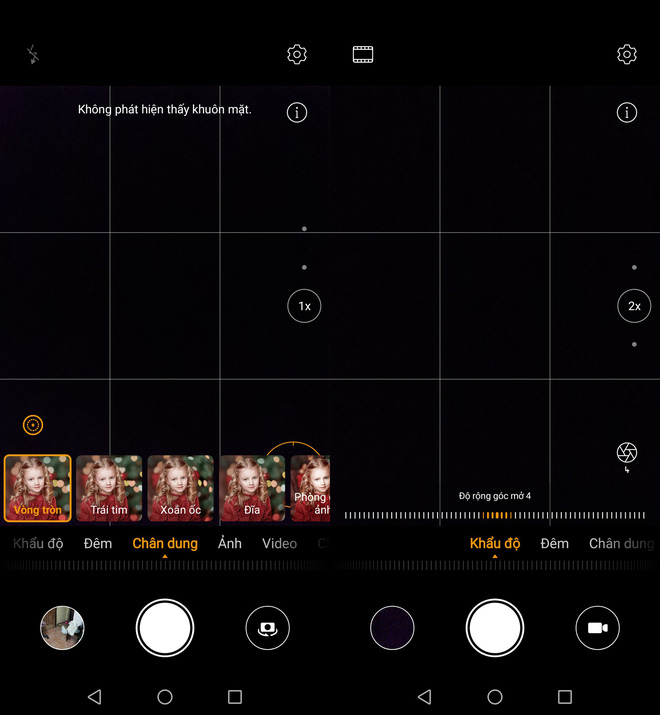 Không phát hiện thấy khuôn mặt.
1x
Vòng tròn
Trái tim
Xoắn ốc
Đĩa
Phòng
ảnh
Khẩu độ
Đêm
Chân dung
Ảnh
Video
2x
Độ rộng góc mở 4
Khẩu độ
Đêm
Chân dung